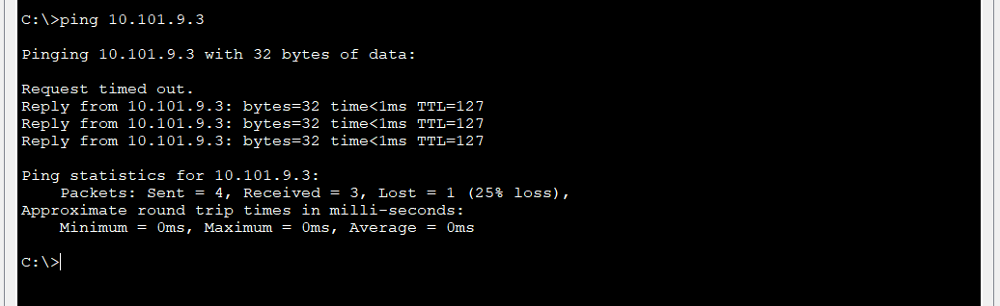 C:\>ping 10.101.9.3
Pinging 10.101.9.3 with 32 bytes of data:
Request timed out.
Reply from 10.101.9.3: bytes=32 time<1ms TTL=127
Reply from 10.101.9.3: bytes=32 time<1ms TTL=127
Reply from 10.101.9.3: bytes=32 time<1ms TTL=127
Ping statistics for 10.101.9.3:
    Packets: Sent = 4, Received = 3, Lost = 1 (25% loss),
Approximate round trip times in milli-seconds:
    Minimum = 0ms, Maximum = 0ms, Average = 0ms
C:\>